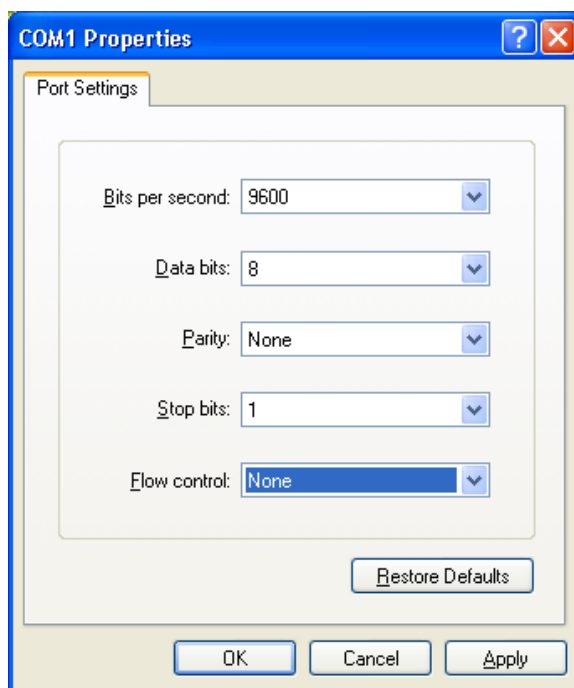 COM1 Properties
Port Settings
Bits per second: 9600
Data bits: 8
Parity: None
Stop bits: 1
Flow control: None
Restore Defaults
OK Cancel Apply